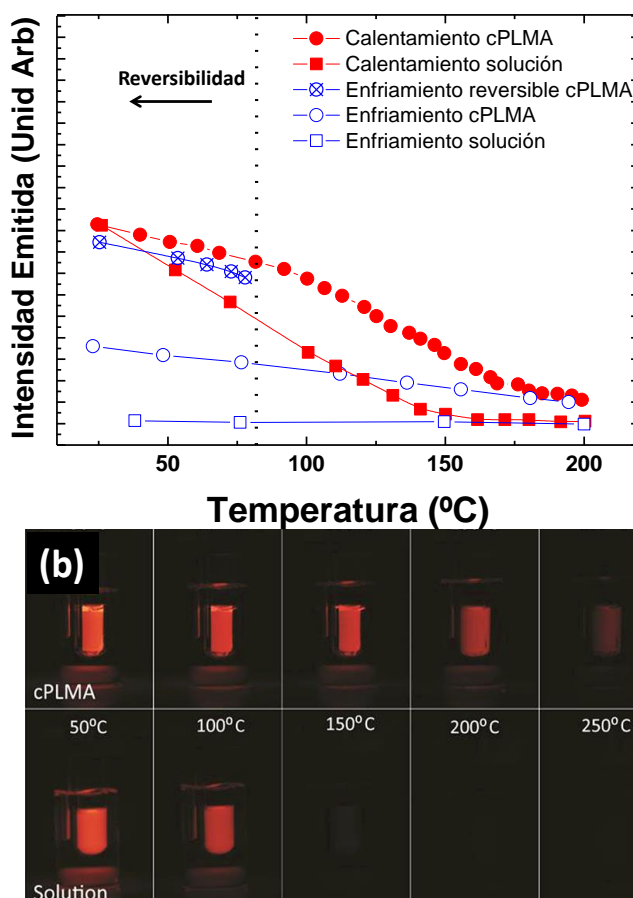 Calentamiento cPLMA
Calentamiento solución
Enfriamiento reversible cPLMA
Enfriamiento cPLMA
Enfriamiento solución
Reversibilidad
Intensidad Emitida (Unid Arb)
50
100
150
200
Temperatura (ºC)
(b)
cPLMA
50ºC
100ºC
150ºC
200ºC
250ºC
Solution